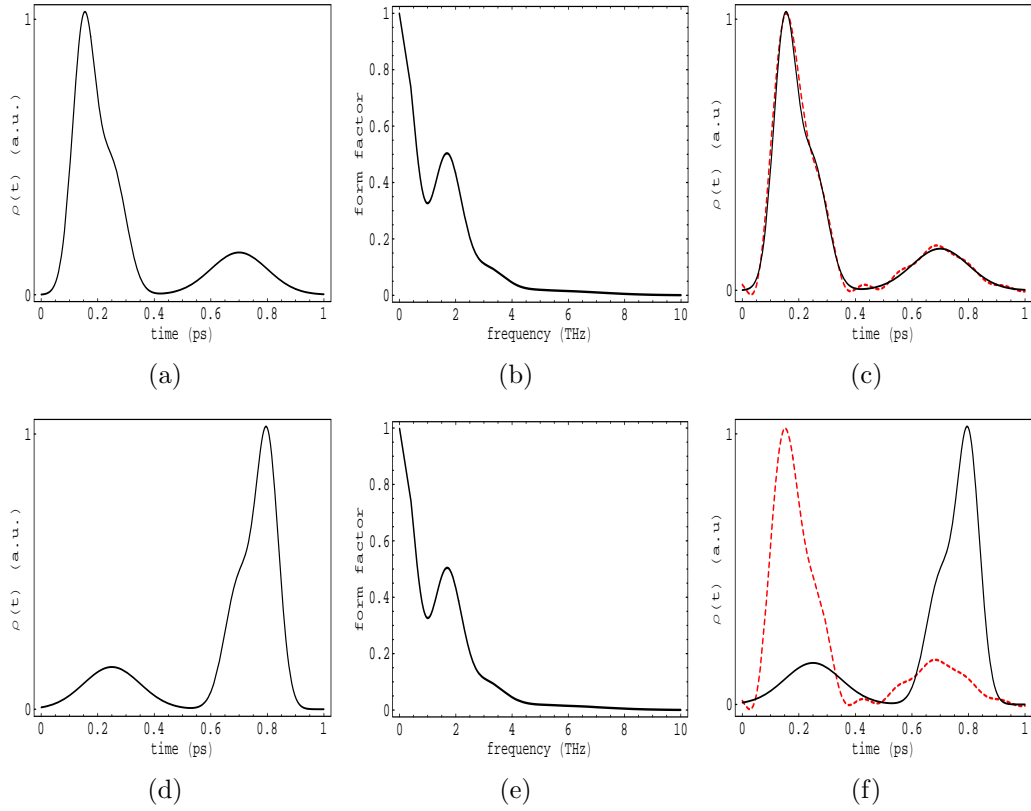 1
0
ρ(t) (a.u.)
0 0.2 0.4 0.6 0.8 1
time (ps)
(a)
1
0.8
0.6
0.4
0.2
0
form factor
0 2 4 6 8 10
frequency (THz)
(b)
1
0
ρ(t) (a.u)
0 0.2 0.4 0.6 0.8 1
time (ps)
(c)
1
0
ρ(t) (a.u.)
0 0.2 0.4 0.6 0.8 1
time (ps)
(d)
1
0.8
0.6
0.4
0.2
0
form factor
0 2 4 6 8 10
frequency (THz)
(e)
1
0
ρ(t) (a.u)
0 0.2 0.4 0.6 0.8 1
time (ps)
(f)